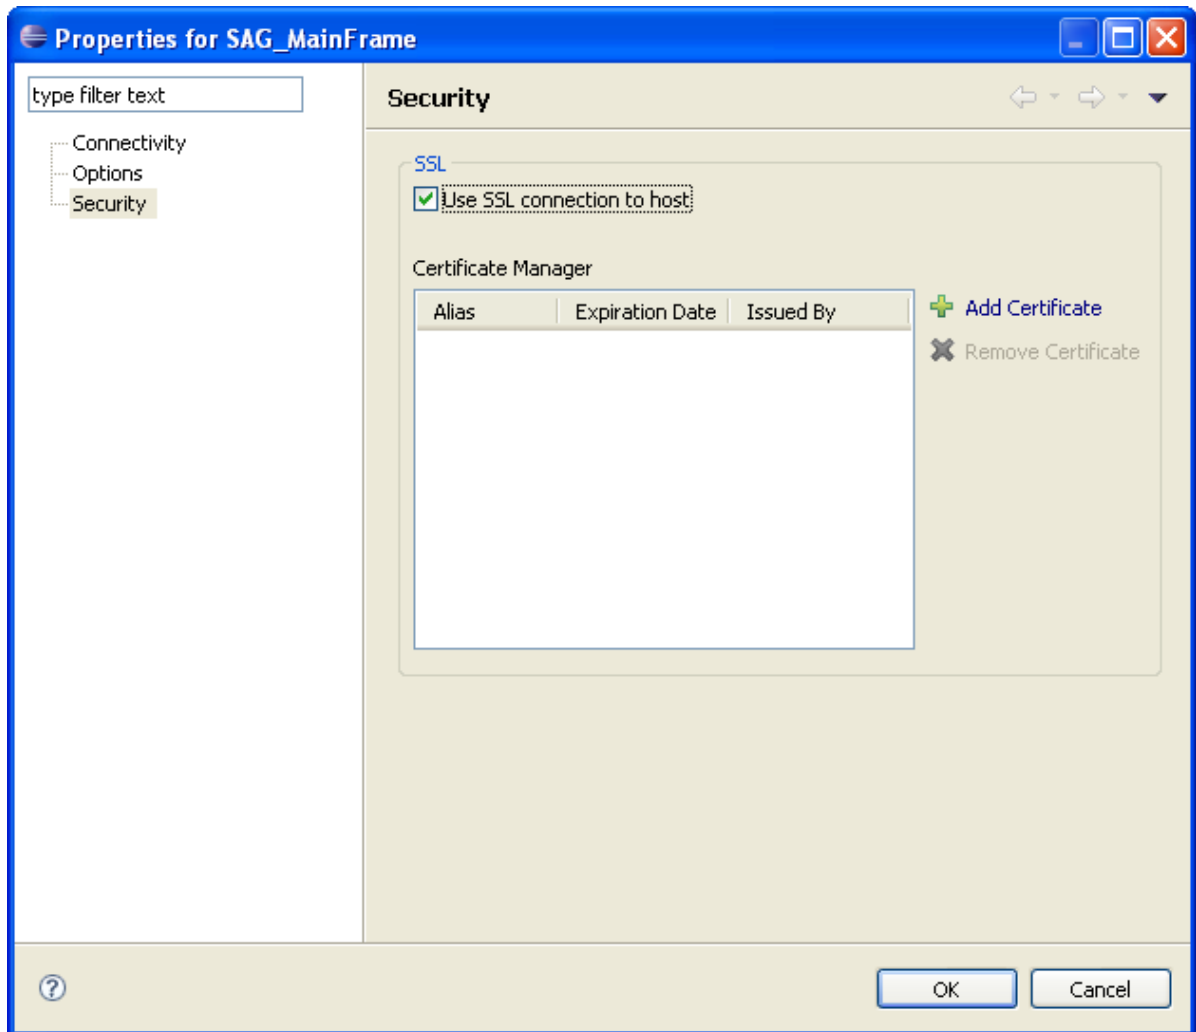 Properties for SAG_MainFrame
type filter text
Connectivity
Options
Security
Security
SSL
Use SSL connection to host
Certificate Manager
Alias Expiration Date Issued By
Add Certificate
Remove Certificate
OK Cancel